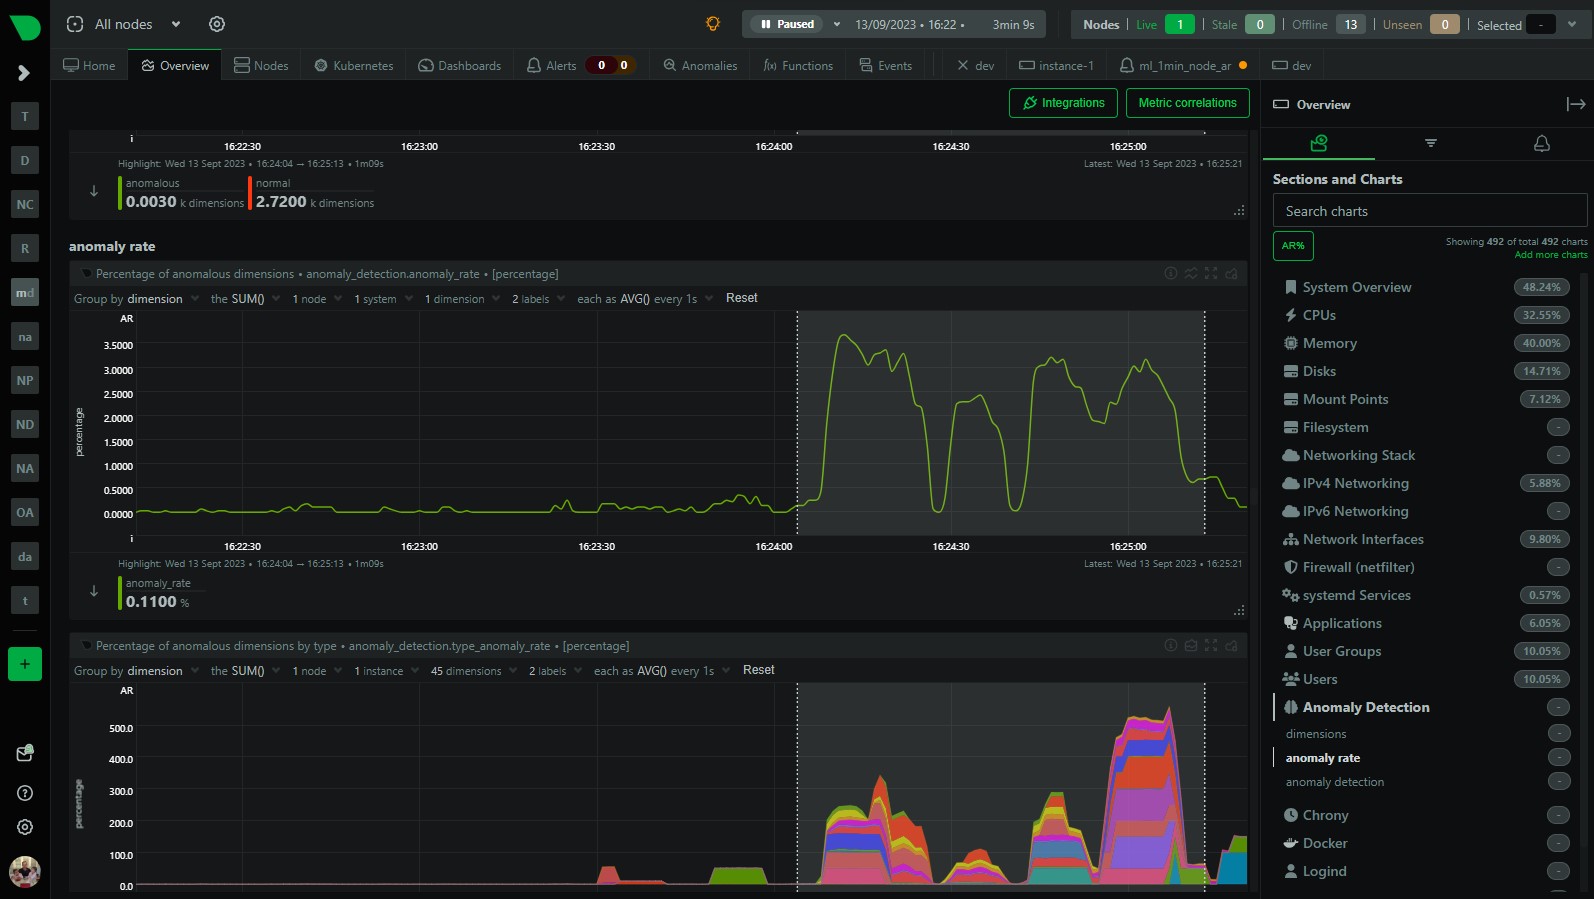 All nodes
Paused
13/09/2023 • 16:22 •
3min 9s
Nodes
Live
1
Stale
0
Offline
13
Unseen
0
Selected
-
Home
Overview
Nodes
Kubernetes
Dashboards
Alerts
0
0
Anomalies
f(x) Functions
Events
dev
instance-1
ml_1min_node_ar
dev
T
D
NC
R
md
na
NP
ND
NA
OA
da
t
+
Integrations
Metric correlations
i
16:22:30
16:23:00
16:23:30
16:24:00
16:24:30
16:25:00
Highlight: Wed 13 Sept 2023 • 16:24:04 → 16:25:13 • 1m09s
Latest: Wed 13 Sept 2023 • 16:25:21
anomalous
0.0030 k dimensions
normal
2.7200 k dimensions
anomaly rate
Percentage of anomalous dimensions • anomaly_detection.anomaly_rate • [percentage]
Group by dimension
the SUM()
1 node
1 system
1 dimension
2 labels
each as AVG() every 1s
Reset
AR
3.5000
3.0000
2.5000
2.0000
1.5000
1.0000
0.5000
0.0000
percentage
i
16:22:30
16:23:00
16:23:30
16:24:00
16:24:30
16:25:00
Highlight: Wed 13 Sept 2023 • 16:24:04 → 16:25:13 • 1m09s
Latest: Wed 13 Sept 2023 • 16:25:21
anomaly_rate
0.1100 %
Percentage of anomalous dimensions by type • anomaly_detection.type_anomaly_rate • [percentage]
Group by dimension
the SUM()
1 node
1 instance
45 dimensions
2 labels
each as AVG() every 1s
Reset
AR
500.0
400.0
300.0
200.0
100.0
0.0
percentage
Overview
Sections and Charts
Search charts
AR%
Showing 492 of total 492 charts
Add more charts
System Overview 48.24%
CPUs 32.55%
Memory 40.00%
Disks 14.71%
Mount Points 7.12%
Filesystem -
Networking Stack -
IPv4 Networking 5.88%
IPv6 Networking -
Network Interfaces 9.80%
Firewall (netfilter) -
systemd Services 0.57%
Applications 6.05%
User Groups 10.05%
Users 10.05%
Anomaly Detection -
dimensions -
anomaly rate -
anomaly detection -
Chrony -
Docker -
Logind -